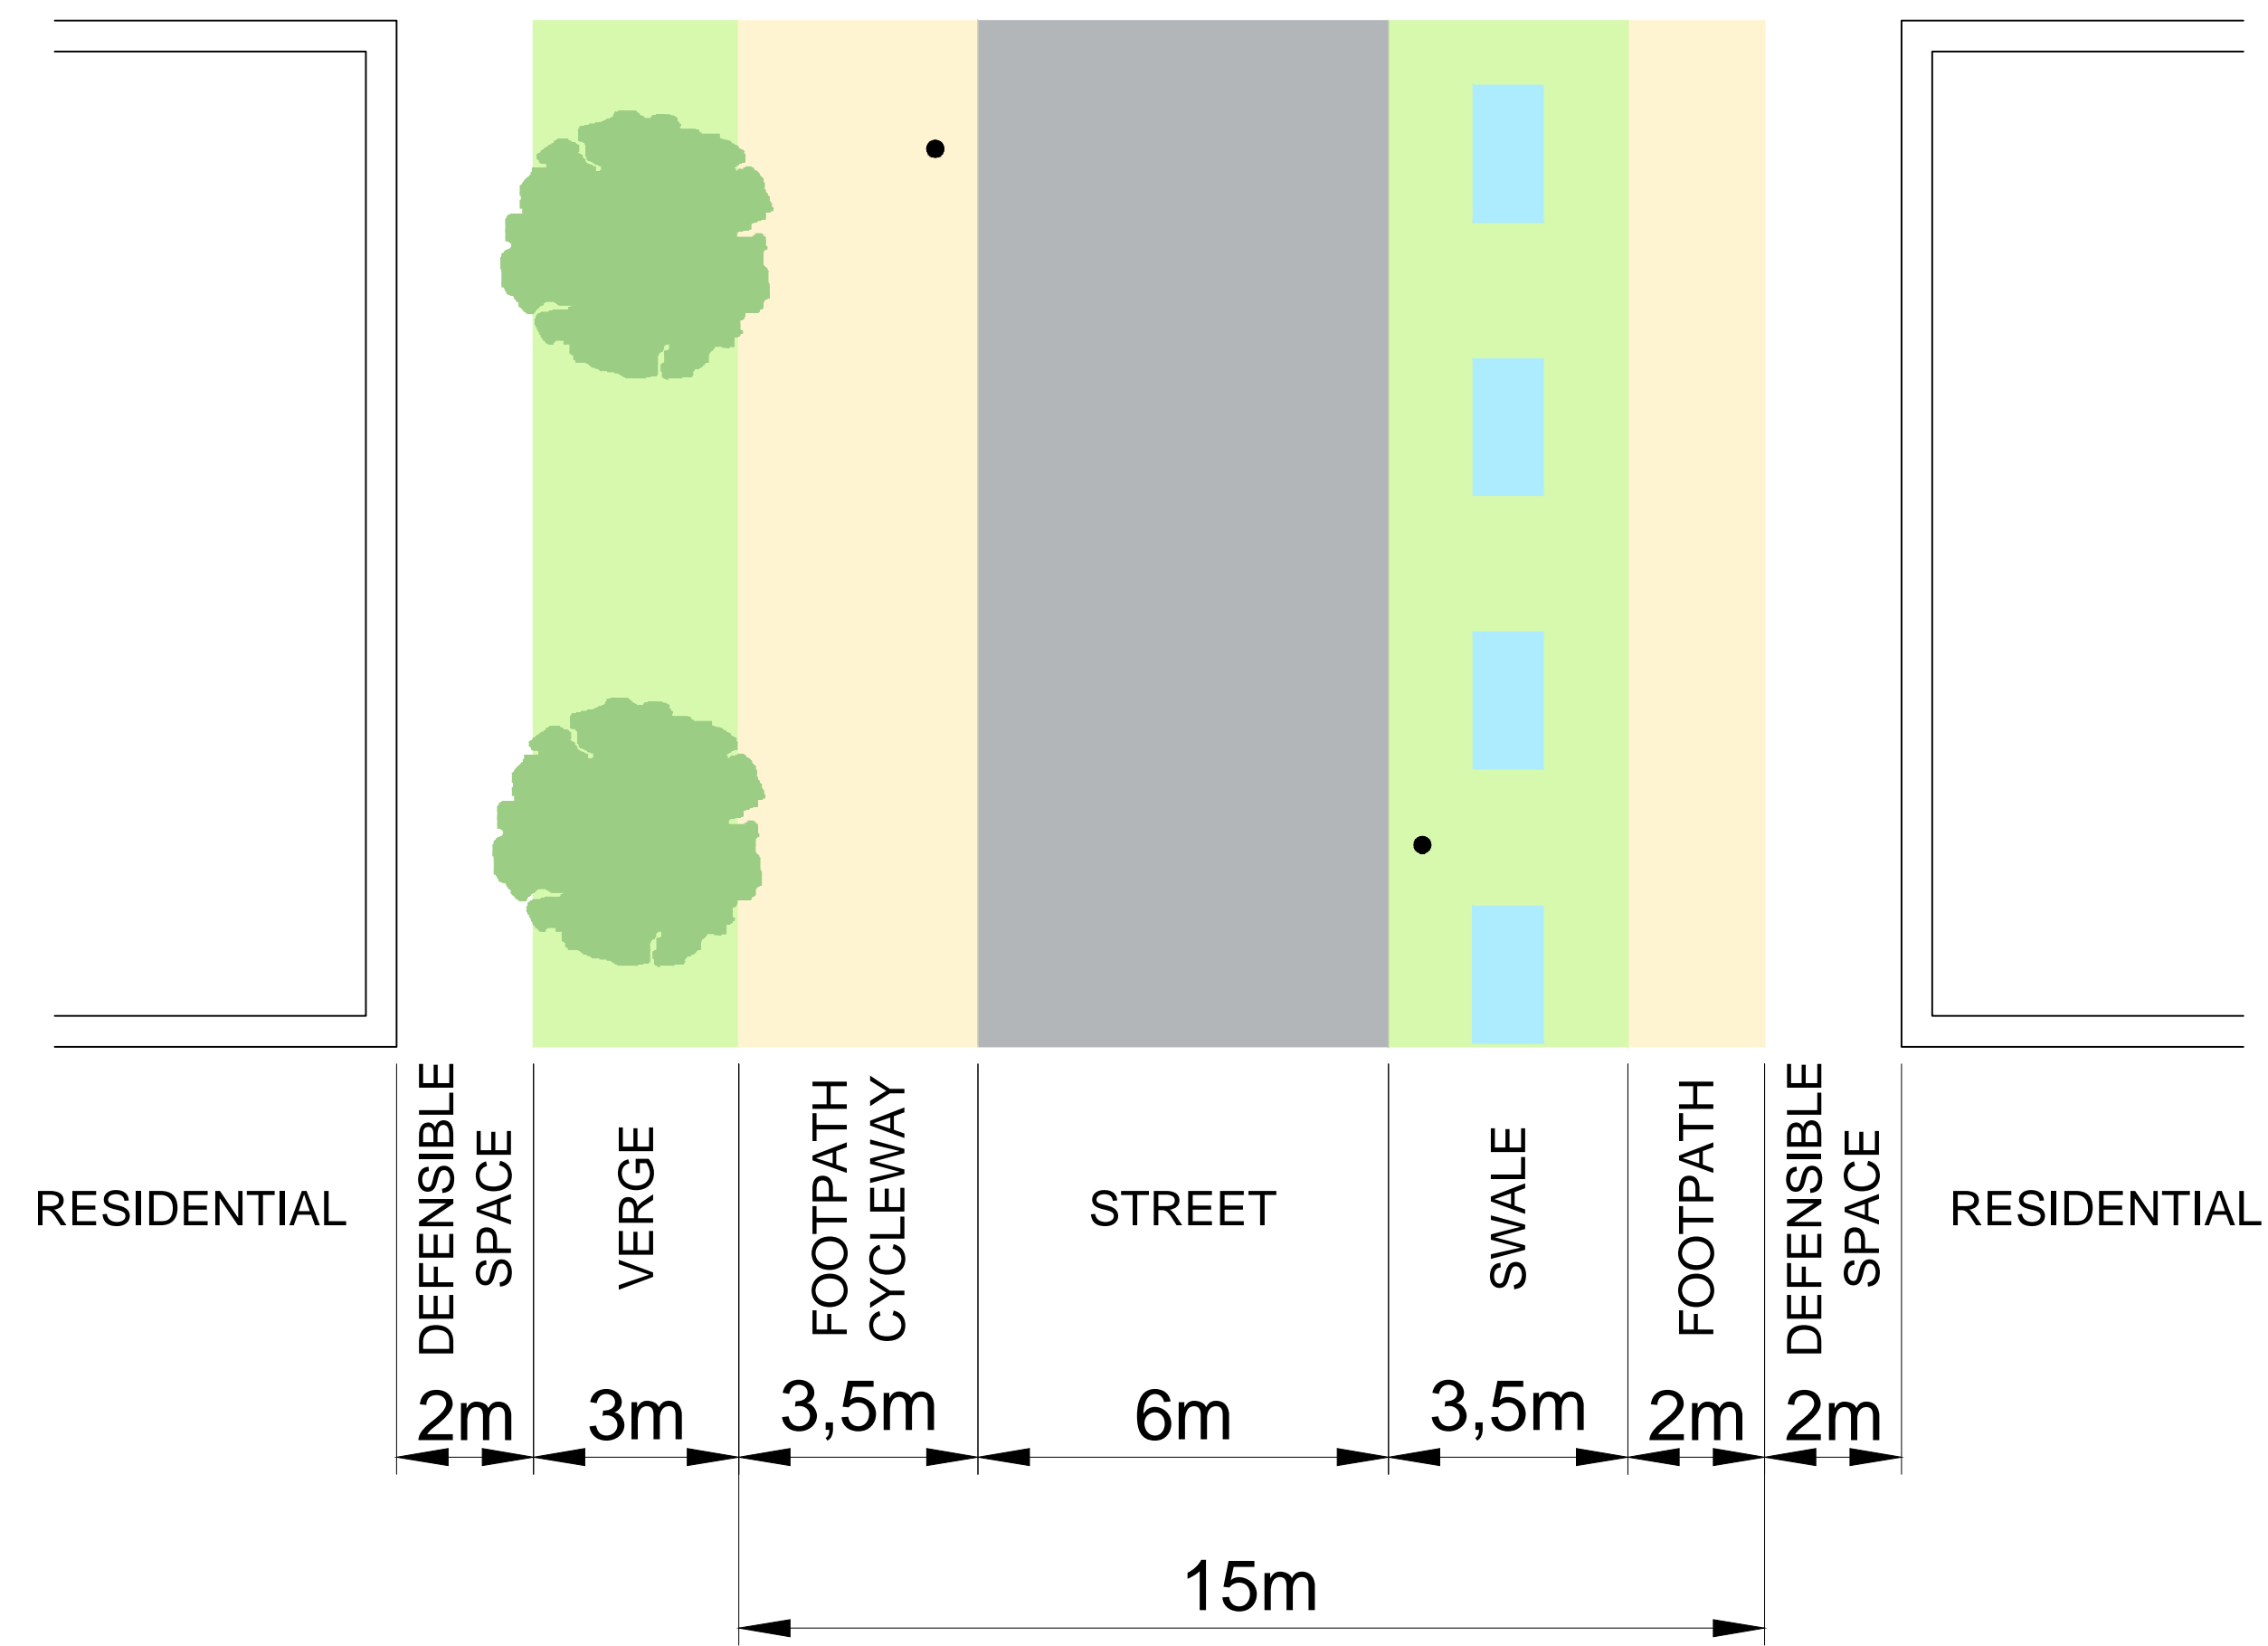 RESIDENTIAL
DEFENSIBLE
SPACE
VERGE
FOOTPATH
CYCLEWAY
STREET
SWALE
FOOTPATH
DEFENSIBLE
SPACE
RESIDENTIAL
2m
3m
3,5m
6m
3,5m
2m
2m
15m